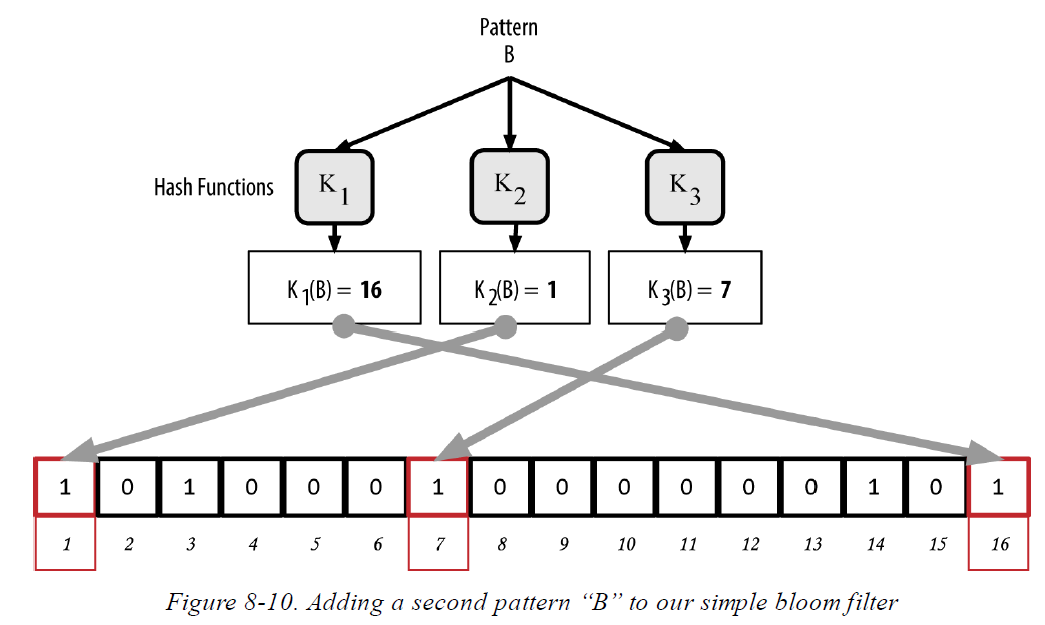 Pattern
B
Hash Functions
K1
K2
K3
K1(B) = 16
K2(B) = 1
K3(B) = 7
1 0 1 0 0 0 1 0 0 0 0 0 0 1 0 1
1 2 3 4 5 6 7 8 9 10 11 12 13 14 15 16
Figure 8-10. Adding a second pattern “B” to our simple bloom filter